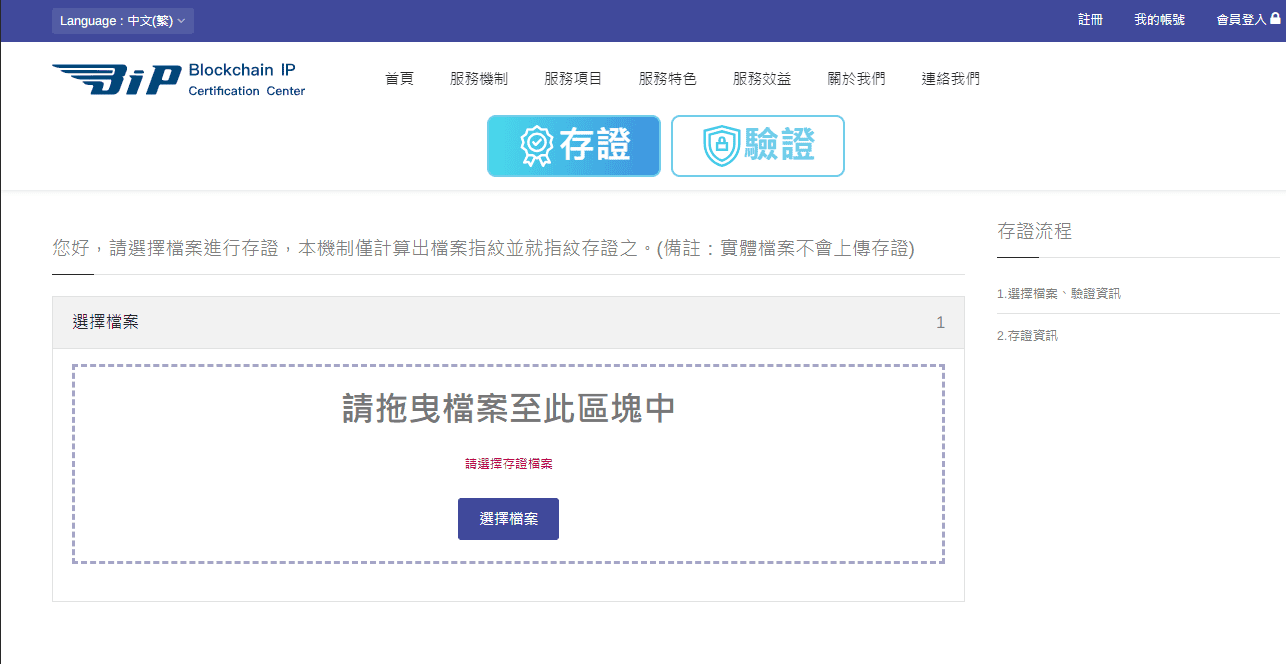 Language : 中文(繁)
註冊 我的帳號 會員登入
BiP Blockchain IP
Certification Center
首頁 服務機制 服務項目 服務特色 服務效益 關於我們 連絡我們
存證 驗證
您好，請選擇檔案進行存證，本機制僅計算出檔案指紋並就指紋存證之。(備註：實體檔案不會上傳存證)
選擇檔案 1
請拖曳檔案至此區塊中
請選擇存證檔案
選擇檔案
存證流程
1.選擇檔案、驗證資訊
2.存證資訊